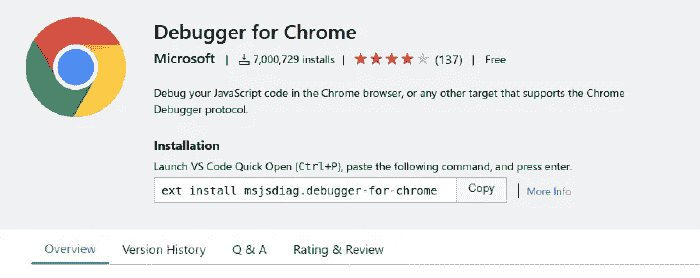 Debugger for Chrome
Microsoft | 7,000,729 installs | (137) | Free
Debug your JavaScript code in the Chrome browser, or any other target that supports the Chrome
Debugger protocol.
Installation
Launch VS Code Quick Open (Ctrl+P), paste the following command, and press enter.
ext install msjsdiag.debugger-for-chrome Copy | More Info
Overview Version History Q & A Rating & Review